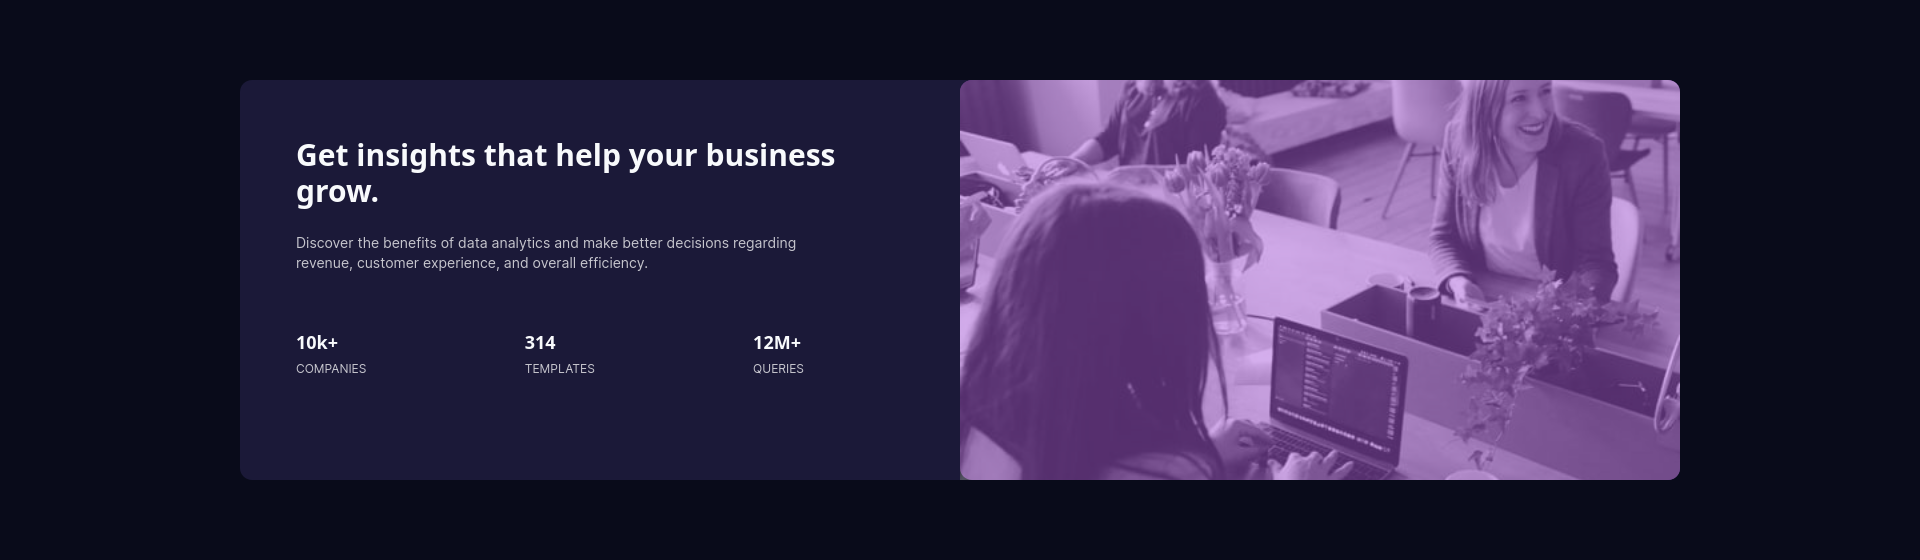 Get insights that help your business
grow.
Discover the benefits of data analytics and make better decisions regarding
revenue, customer experience, and overall efficiency.
10k+
COMPANIES
314
TEMPLATES
12M+
QUERIES